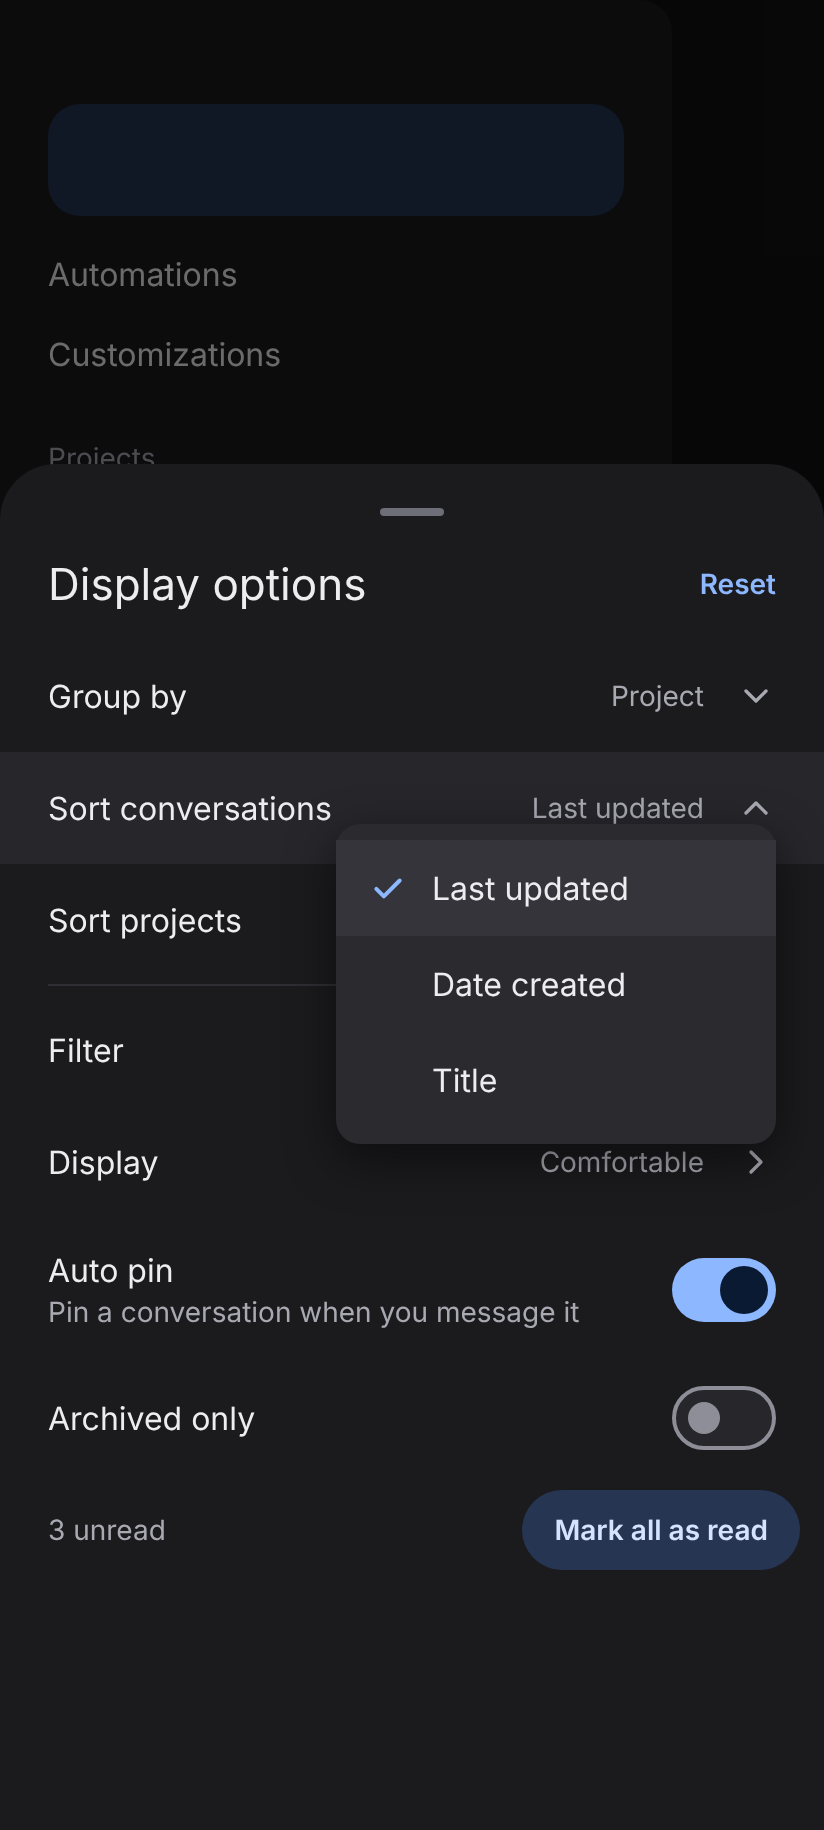 Automations
Customizations
Projects
Display options
Reset
Group by
Project
Sort conversations
Last updated
Last updated
Sort projects
Date created
Filter
Title
Display
Comfortable
Auto pin
Pin a conversation when you message it
Archived only
3 unread
Mark all as read